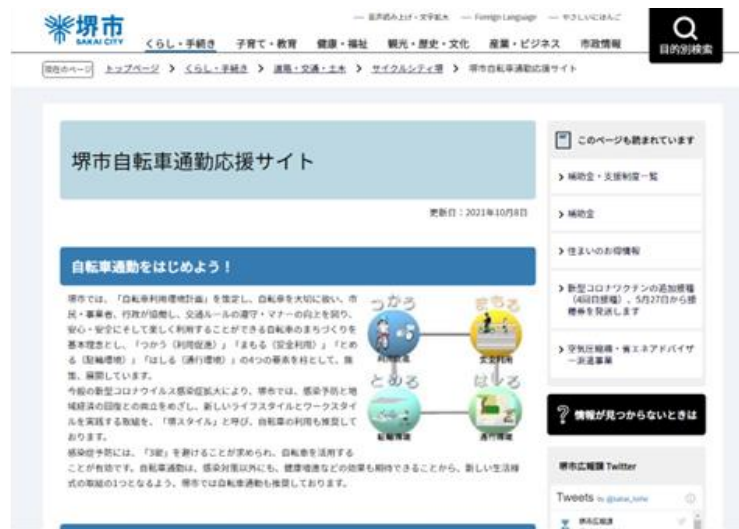 堺市
SAKAI CITY
音声読み上げ・文字拡大 Foreign Language やさしいにほんご
くらし・手続き 子育て・教育 健康・福祉 観光・歴史・文化 産業・ビジネス 市政情報
目的別検索
現在のページ トップページ > くらし・手続き > 道路・交通・土木 > サイクルシティ堺 > 堺市自転車通勤応援サイト
堺市自転車通勤応援サイト
更新日:2021年10月8日
自転車通勤をはじめよう!
堺市では、「自転車利用環境計画」を策定し、自転車を大切に扱い、市
民・事業者、行政が協働し、交通ルールの遵守・マナーの向上を図り、
安心・安全にそして楽しく利用することができる自転車のまちづくりを
基本理念とし、「つかう(利用促進)」「まもる(安全利用)」「とめ
る(駐輪環境)」「はしる(通行環境)」の4つの要素を柱として、施
策、展開しています。
今般の新型コロナウイルス感染症拡大により、堺市では、感染予防と地
域経済の回復との両立をめざし、新しいライフスタイルとワークスタイ
ルを実践する取組を、「堺スタイル」と呼び、自転車の利用も推奨して
おります。
感染症予防には、「3密」を避けることが求められ、自転車を活用する
ことが有効です。自転車通勤は、感染対策以外にも、健康増進などの効果も期待できることから、新しい生活様
式の取組の1つとなるよう、堺市では自転車通勤も推奨しております。
つかう
利用促進
まもる
安全利用
とめる
駐輪環境
はしる
通行環境
このページも読まれています
補助金・支援制度一覧
補助金
住まいのお得情報
新型コロナワクチンの追加接種
(4回目接種)、5月27日から接
種券を発送します
空気圧縮機・省エネアドバイザ
ー派遣事業
情報が見つからないときは
堺市広報課 Twitter
Tweets by @sakai_koho
堺市広報課